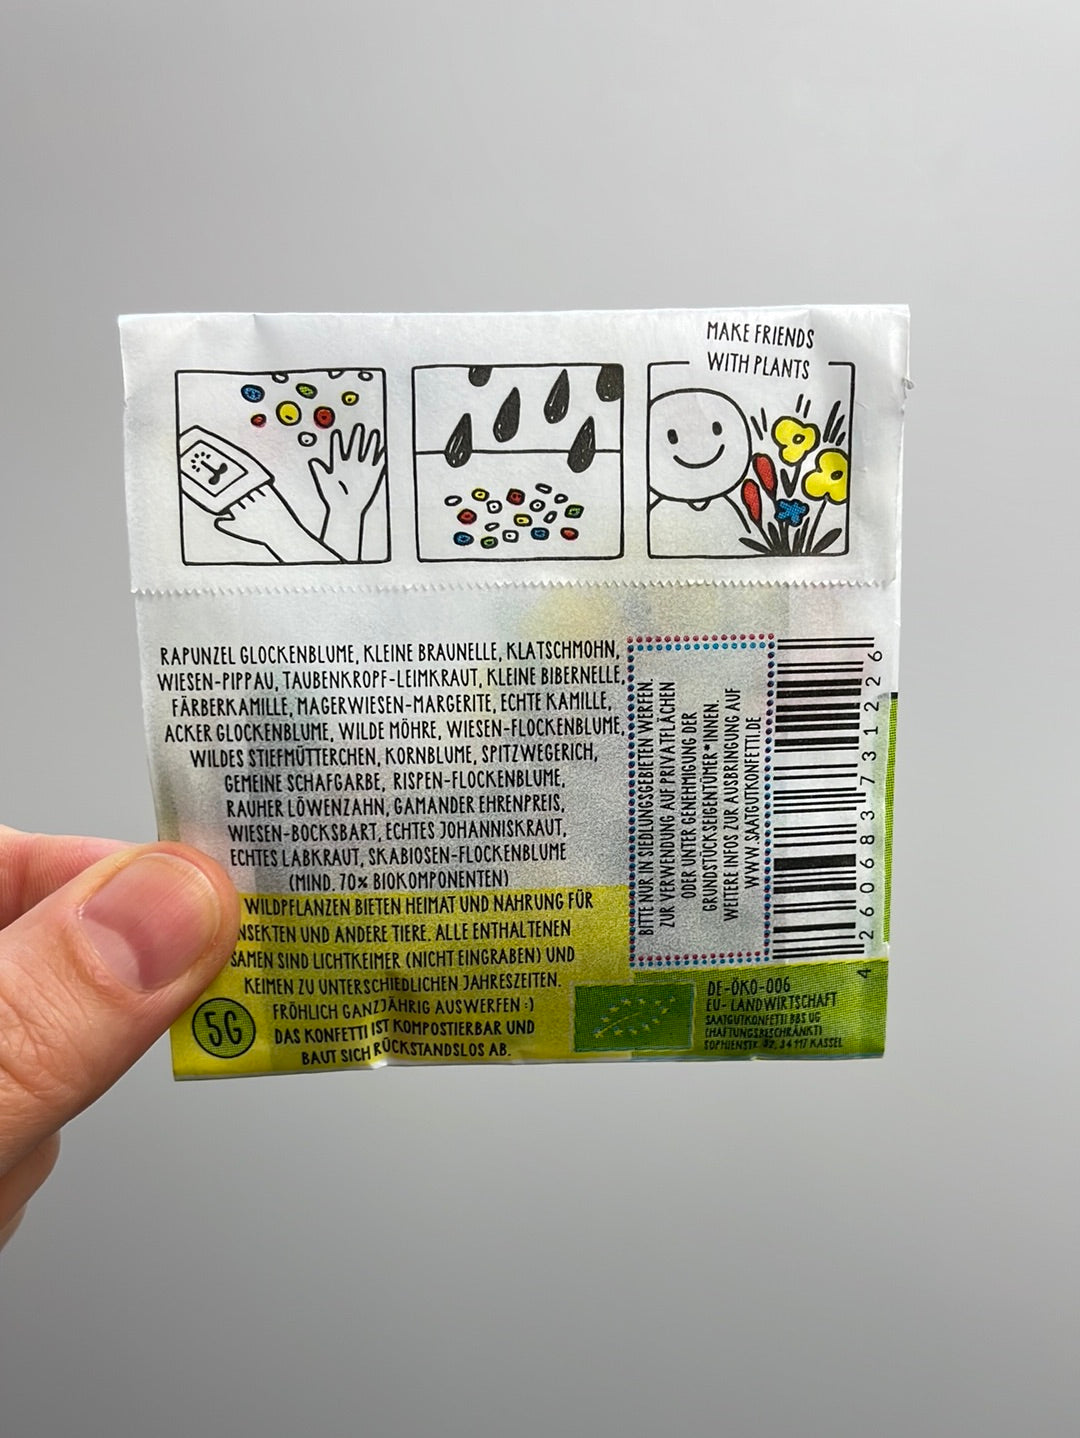 MAKE FRIENDS
WITH PLANTS
RAPUNZEL GLOCKENBLUME, KLEINE BRAUNELLE, KLATSCHMOHN,
WIESEN-PIPPAU, TAUBENKROPF-LEIMKRAUT, KLEINE BIBERNELLE,
FÄRBERKAMILLE, MAGERWIESEN-MARGERITE, ECHTE KAMILLE,
ACKER GLOCKENBLUME, WILDE MÖHRE, WIESEN-FLOCKENBLUME,
WILDES STIEFMÜTTERCHEN, KORNBLUME, SPITZWEGERICH,
GEMEINE SCHAFGARBE, RISPEN-FLOCKENBLUME,
RAUHER LÖWENZAHN, GAMANDER EHRENPREIS,
WIESEN-BOCKSBART, ECHTES JOHANNISKRAUT,
ECHTES LABKRAUT, SKABIOSEN-FLOCKENBLUME
(MIND. 70% BIOKOMPONENTEN)
WILDPFLANZEN BIETEN HEIMAT UND NAHRUNG FÜR
NSEKTEN UND ANDERE TIERE. ALLE ENTHALTENEN
SAMEN SIND LICHTKEIMER (NICHT EINGRABEN) UND
KEIMEN ZU UNTERSCHIEDLICHEN JAHRESZEITEN.
FRÖHLICH GANZJÄHRIG AUSWERFEN :)
DAS KONFETTI IST KOMPOSTIERBAR UND
BAUT SICH RÜCKSTANDSLOS AB.
5G
BITTE NUR IN SIEDLUNGSGEBIETEN WERFEN.
ZUR VERWENDUNG AUF PRIVATFLÄCHEN
ODER UNTER GENEHMIGUNG DER
GRUNDSTÜCKSEIGENTÜMER*INNEN.
WEITERE INFOS ZUR AUSBRINGUNG AUF
WWW.SAATGUTKONFETTI.DE
4 260683 731226
DE-ÖKO-006
EU-LANDWIRTSCHAFT
SAATGUTKONFETTI BBS UG
(HAFTUNGSBESCHRÄNKT)
SOPHIENSTR. 32, 34117 KASSEL